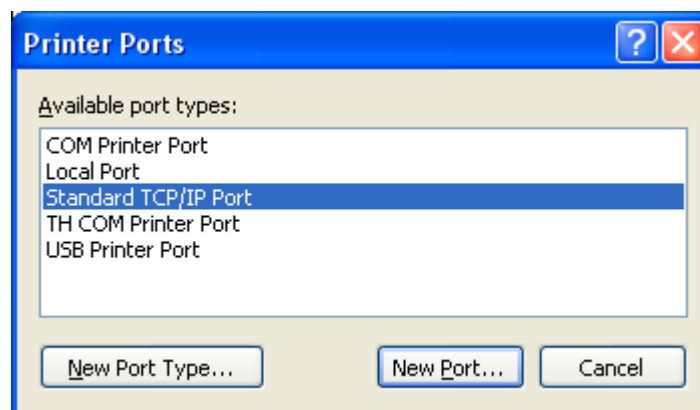 Printer Ports
Available port types:
COM Printer Port
Local Port
Standard TCP/IP Port
TH COM Printer Port
USB Printer Port
New Port Type... New Port... Cancel